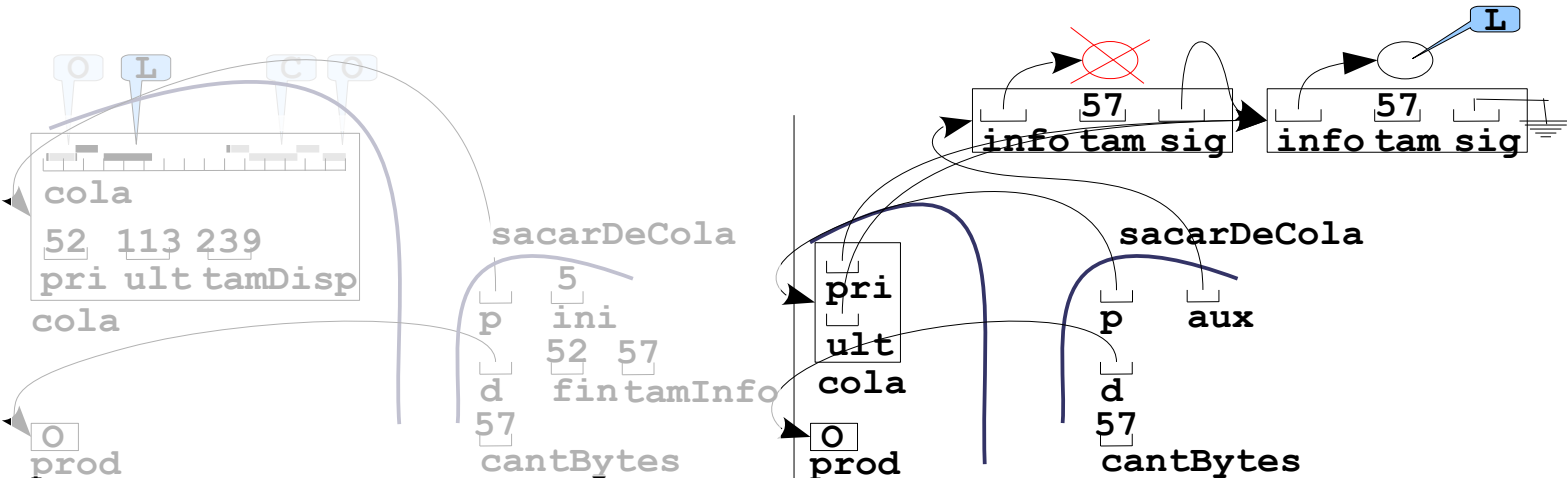 O L C O
cola
52 113 239
pri ult tamDisp
cola
sacarDeCola
5
p ini
52 57
d fin tamInfo
57
cantBytes
O
prod
L
57
info tam sig
57
info tam sig
sacarDeCola
pri
ult
cola
p aux
d
57
cantBytes
O
prod